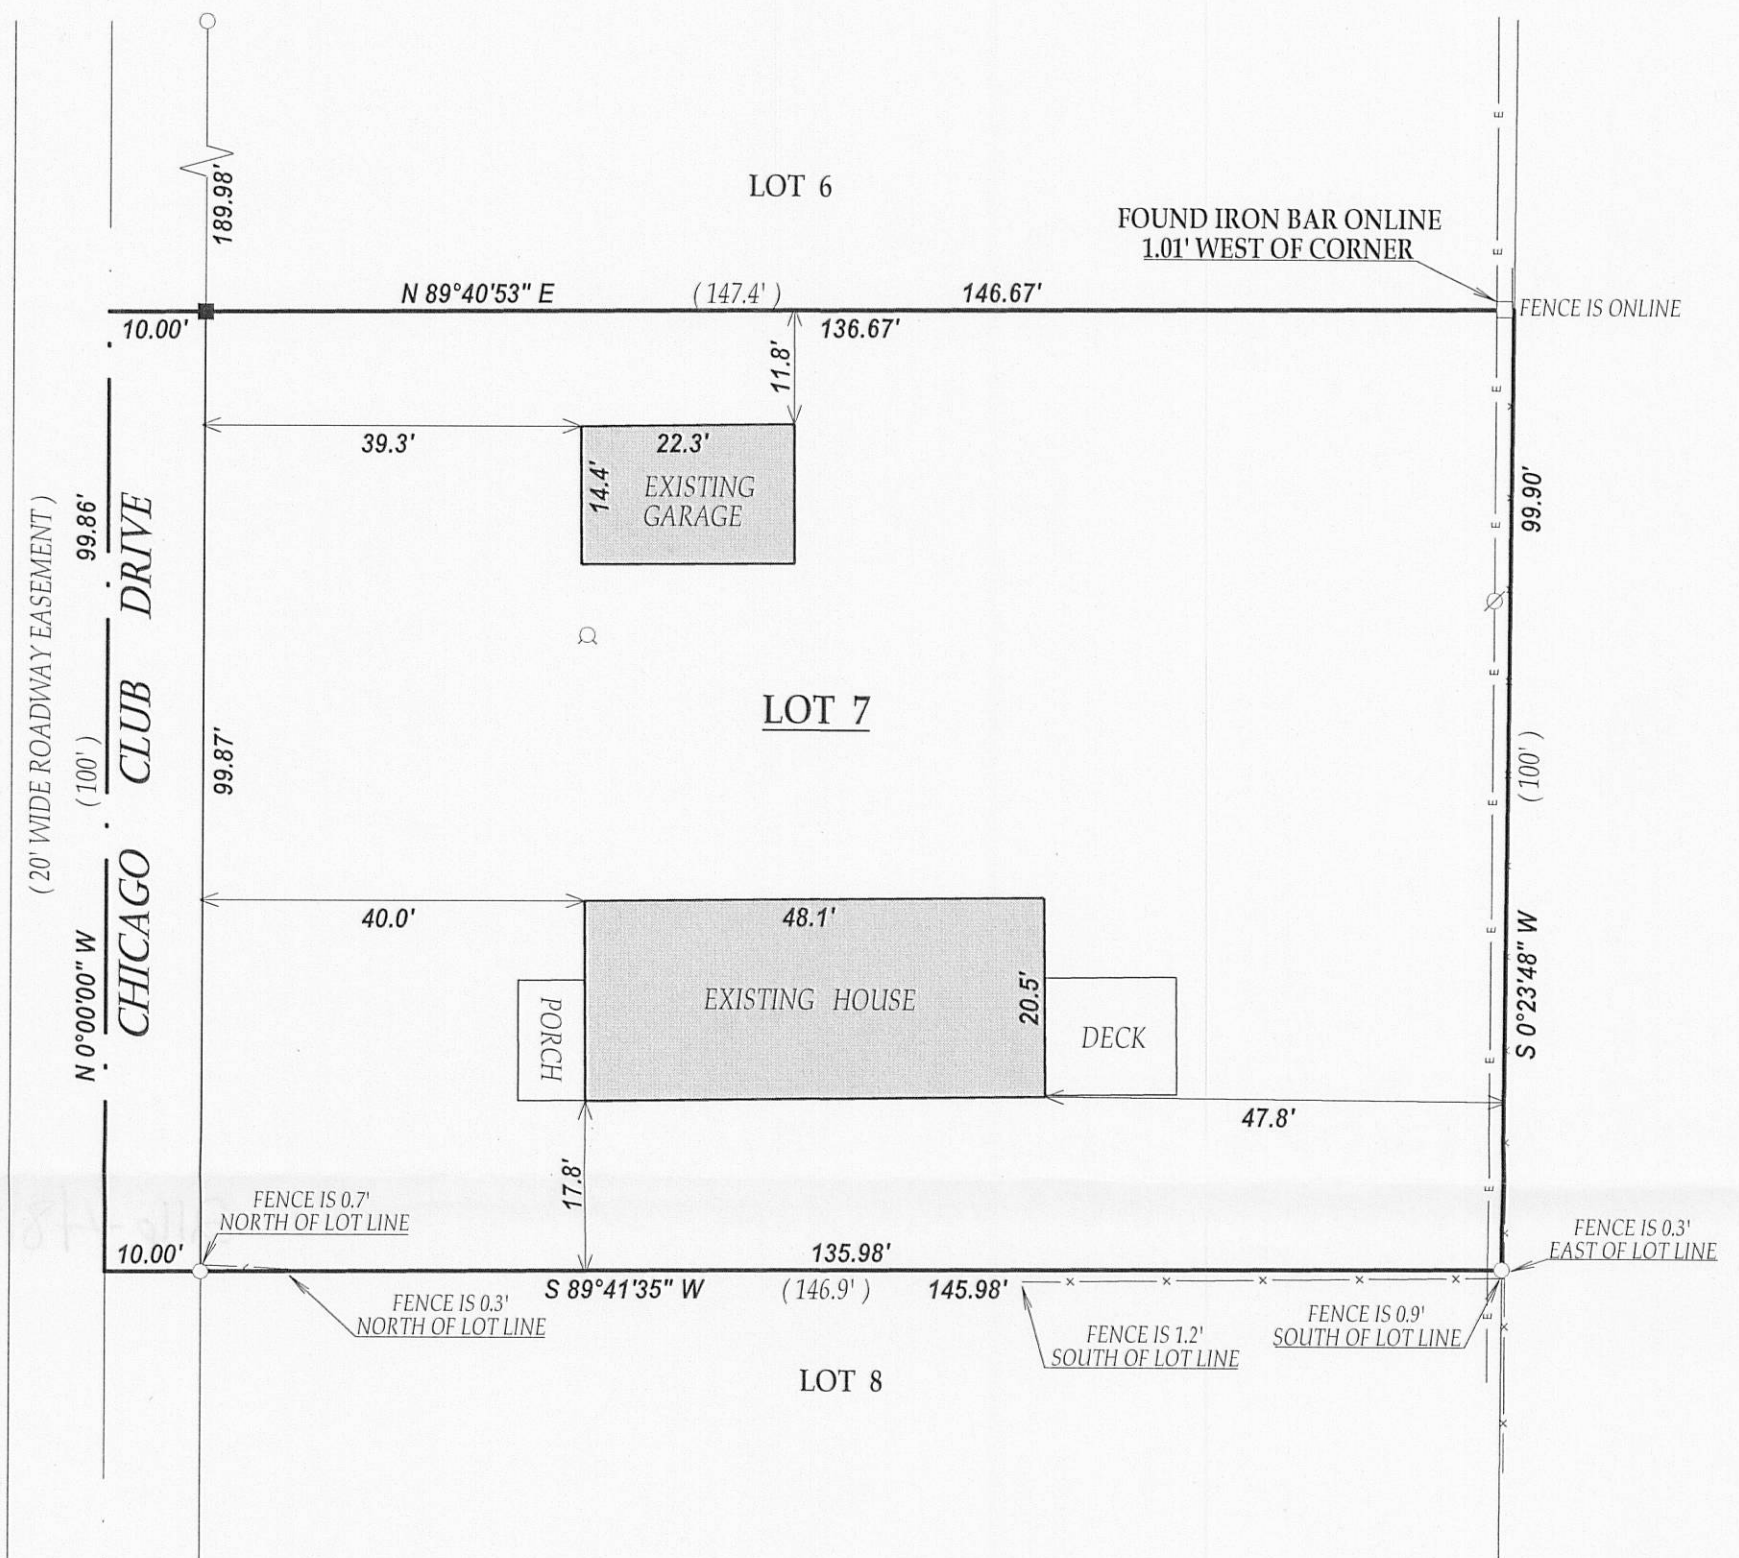 189.98'
LOT 6
FOUND IRON BAR ONLINE
1.01' WEST OF CORNER
N 89°40'53" E
( 147.4' )
146.67'
FENCE IS ONLINE
10.00'
136.67'
11.8'
39.3'
22.3'
14.4'
EXISTING
GARAGE
( 20' WIDE ROADWAY EASEMENT )
N 0°00'00" W
( 100' )
99.86'
CHICAGO CLUB DRIVE
99.87'
99.90'
LOT 7
( 100' )
S 0°23'48" W
40.0'
48.1'
20.5'
EXISTING HOUSE
PORCH
DECK
47.8'
17.8'
FENCE IS 0.7'
NORTH OF LOT LINE
10.00'
135.98'
FENCE IS 0.3'
EAST OF LOT LINE
S 89°41'35" W
( 146.9' )
145.98'
FENCE IS 0.3'
NORTH OF LOT LINE
FENCE IS 1.2'
SOUTH OF LOT LINE
FENCE IS 0.9'
SOUTH OF LOT LINE
LOT 8